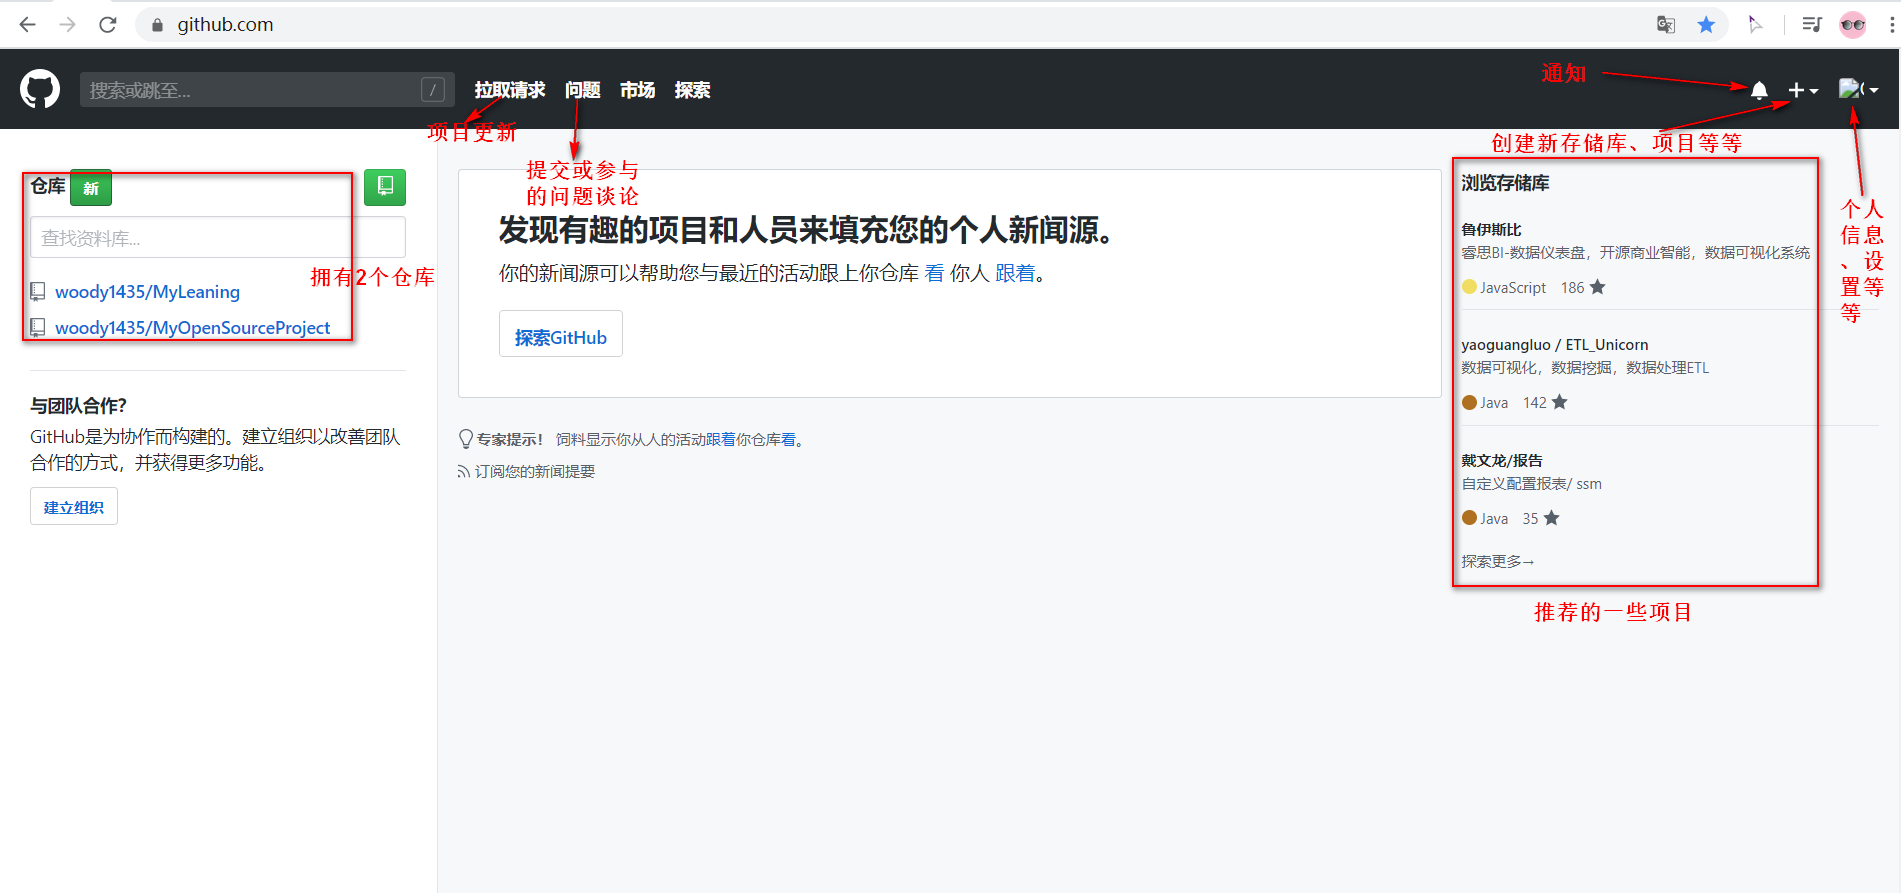 github.com
搜索或跳至... /
拉取请求 问题 市场 探索
通知
项目更新
提交或参与
的问题谈论
创建新存储库、项目等等
个人
信息
、设
置等
等
仓库 新
查找资料库...
拥有2个仓库
woody1435/MyLeaning
woody1435/MyOpenSourceProject
与团队合作？
GitHub是为协作而构建的。建立组织以改善团队
合作的方式，并获得更多功能。
建立组织
发现有趣的项目和人员来填充您的个人新闻源。
你的新闻源可以帮助您与最近的活动跟上你仓库 看 你人 跟着。
探索GitHub
专家提示！ 饲料显示你从人的活动跟着你仓库看。
订阅您的新闻提要
浏览存储库
鲁伊斯比
睿思BI-数据仪表盘，开源商业智能，数据可视化系统
JavaScript 186
yaoguangluo / ETL_Unicorn
数据可视化，数据挖掘，数据处理ETL
Java 142
戴文龙/报告
自定义配置报表/ ssm
Java 35
探索更多→
推荐的一些项目